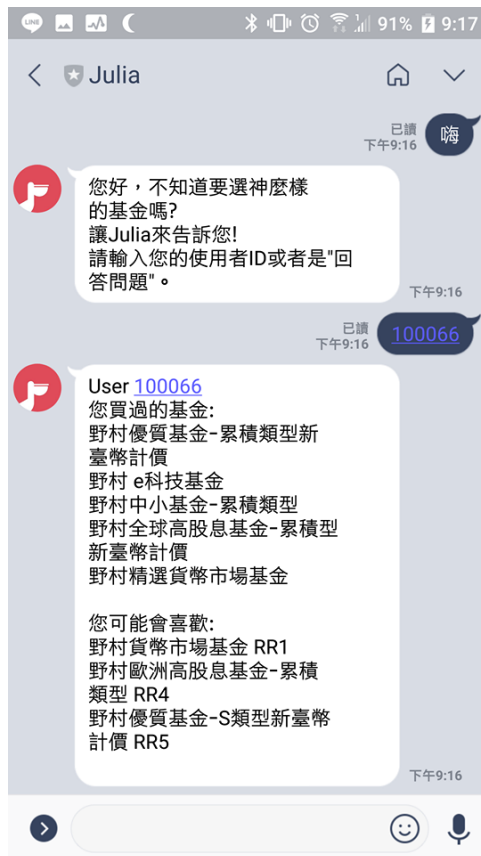 LINE 91% 9:17
Julia
已讀
下午9:16
嗨
您好，不知道要選神麼樣
的基金嗎?
讓Julia來告訴您!
請輸入您的使用者ID或者是"回
答問題"。
下午9:16
已讀
下午9:16
100066
User 100066
您買過的基金:
野村優質基金-累積類型新
臺幣計價
野村 e科技基金
野村中小基金-累積類型
野村全球高股息基金-累積型
新臺幣計價
野村精選貨幣市場基金
您可能會喜歡:
野村貨幣市場基金 RR1
野村歐洲高股息基金-累積
類型 RR4
野村優質基金-S類型新臺幣
計價 RR5
下午9:16